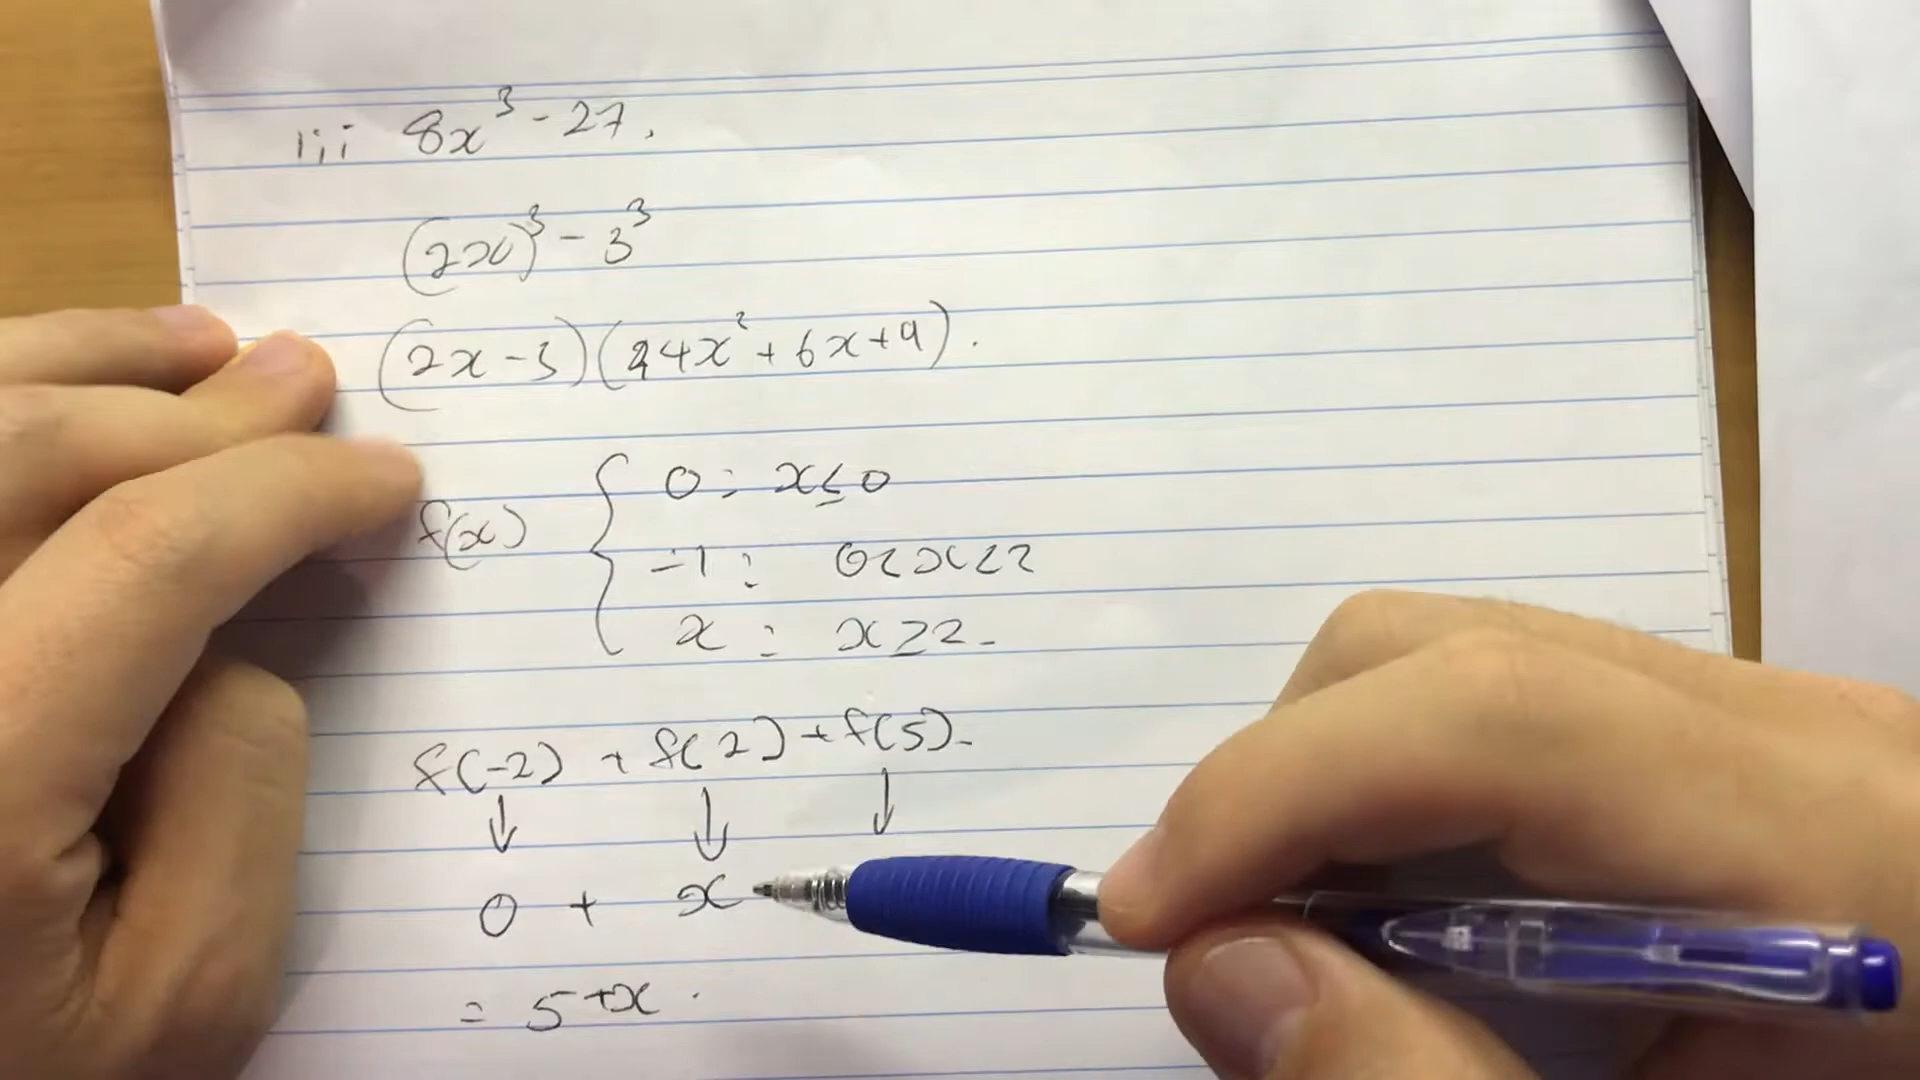 iii 8x³ - 27.
(2x)³ - 3³
(2x - 3)(4x² + 6x + 9).
f(x) { 0 : x ≤ 0
-1 : 0 < x < 2
x : x ≥ 2.
f(-2) + f(2) + f(5).
↓ ↓ ↓
0 + x
= 5 + x.